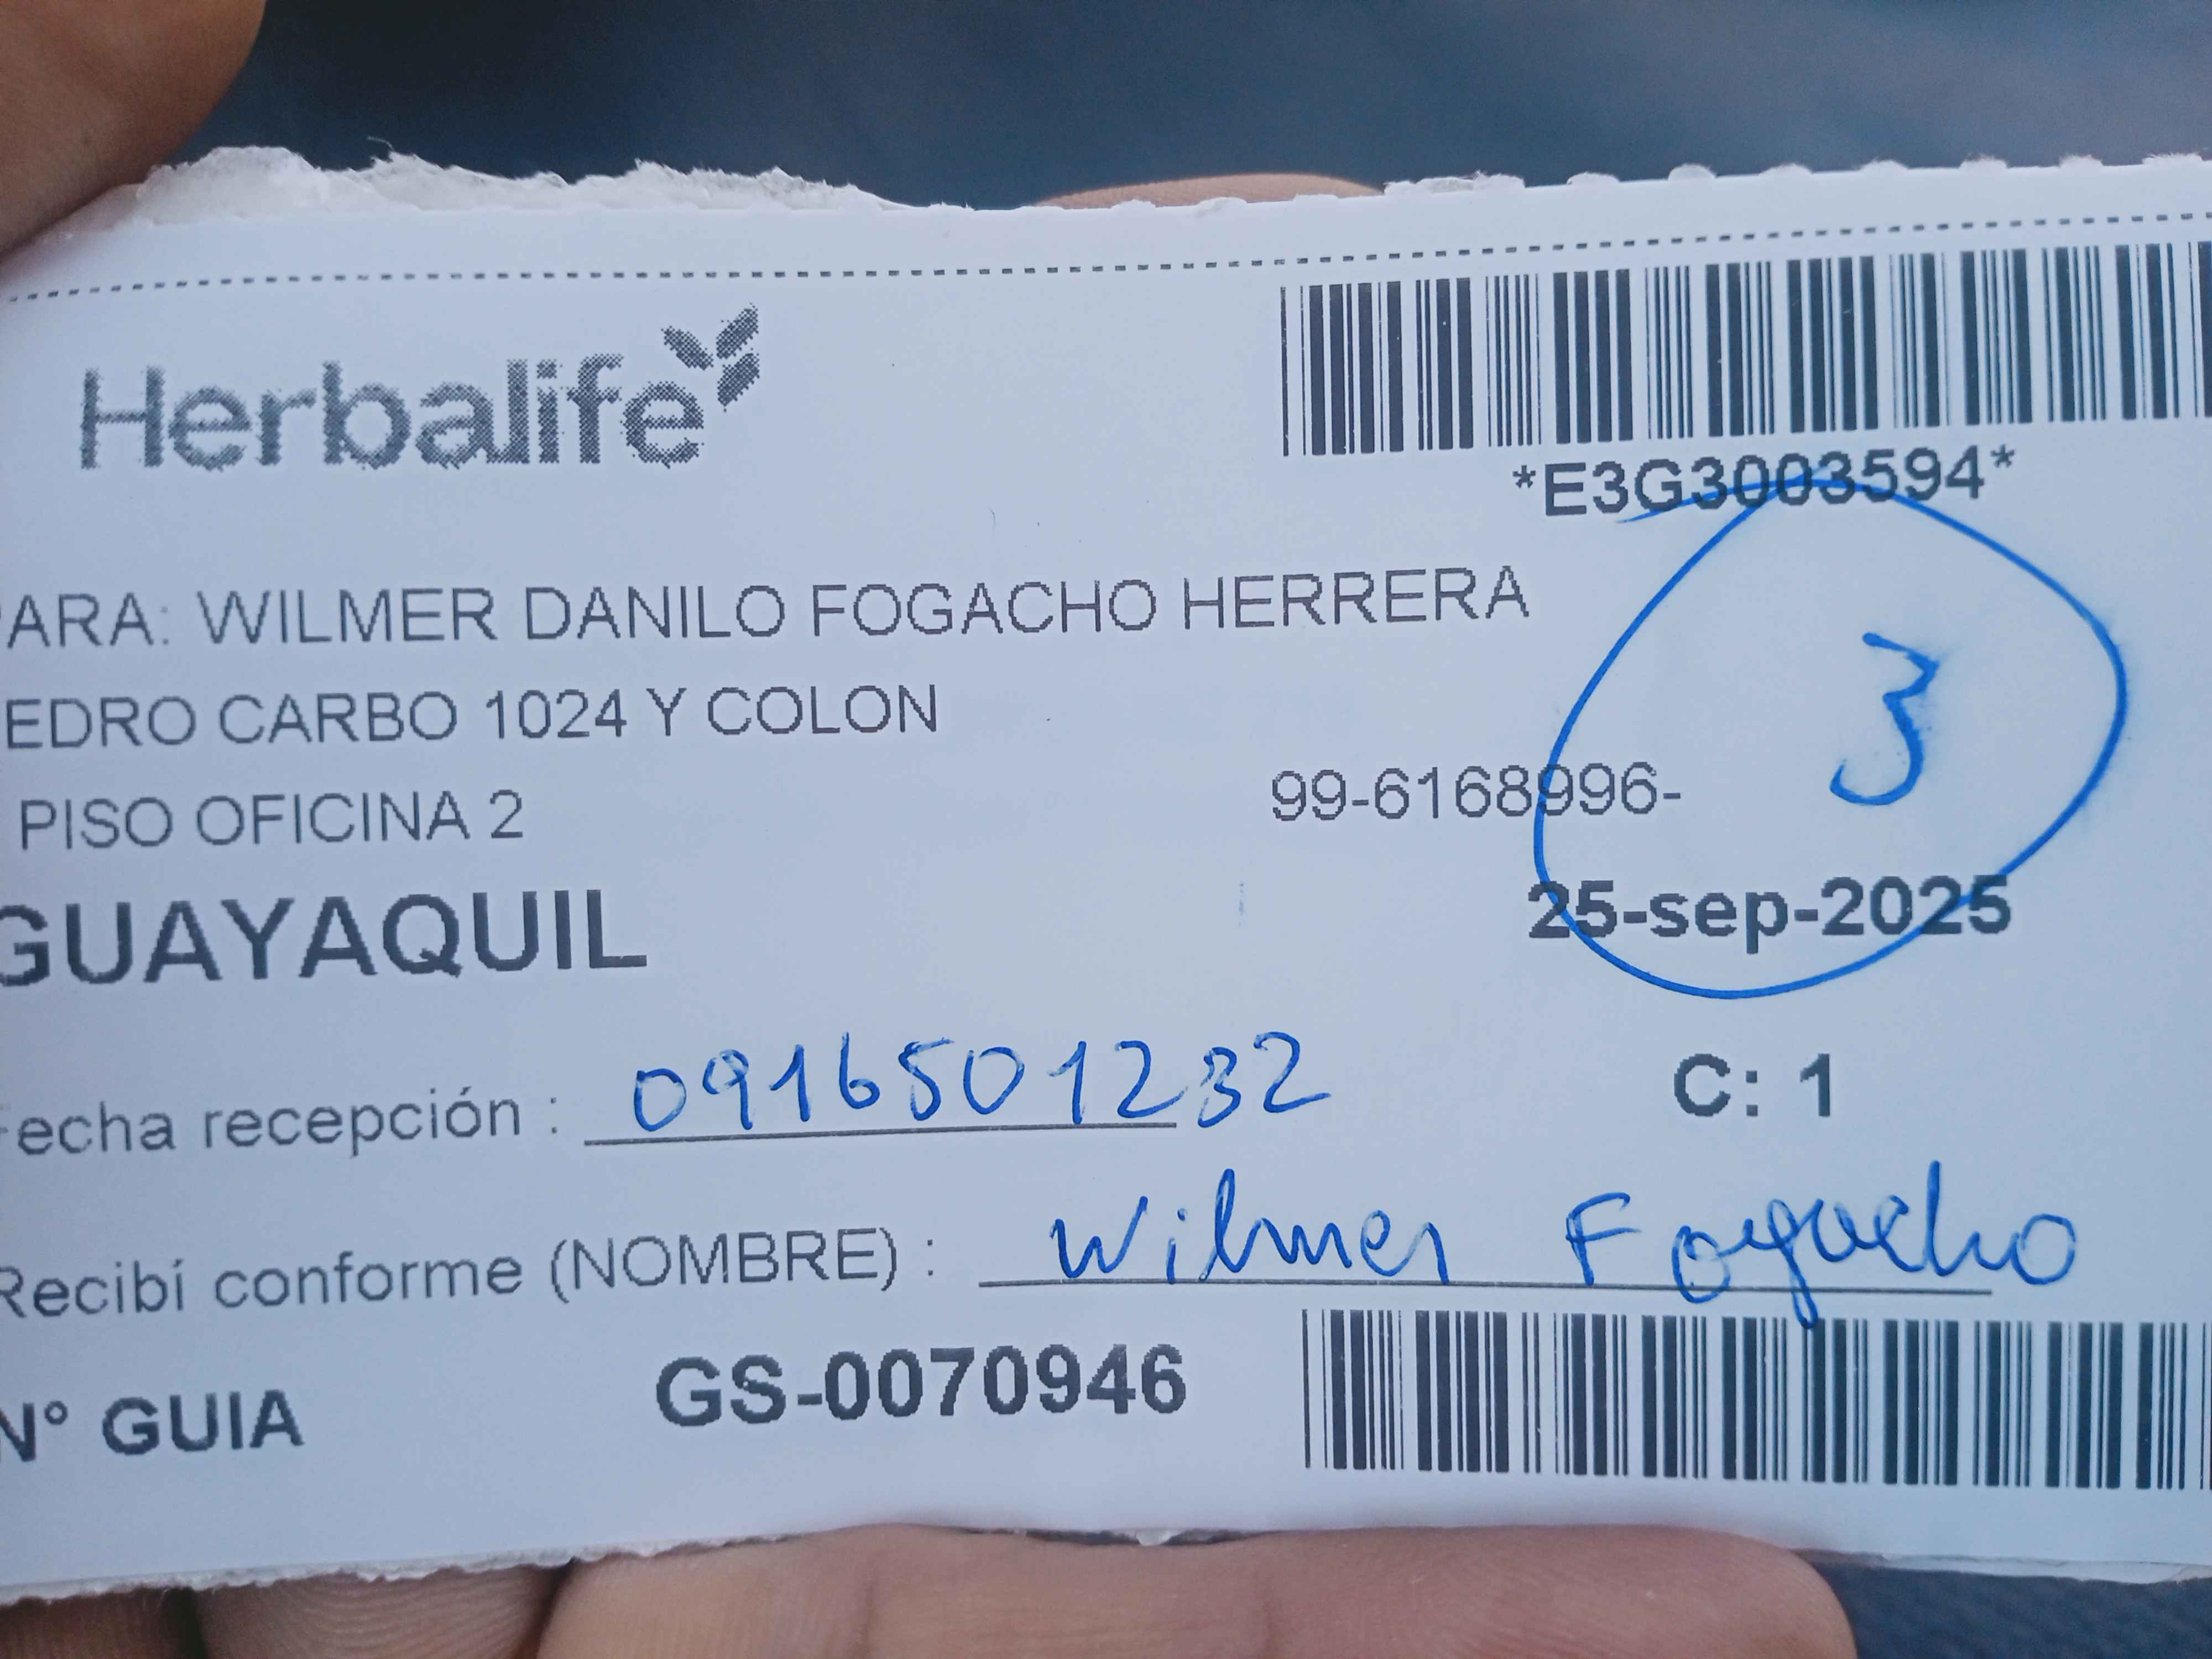 Herbalife
*E3G3003594*
ARA: WILMER DANILO FOGACHO HERRERA
EDRO CARBO 1024 Y COLON
3
PISO OFICINA 2
99-6168996-
GUAYAQUIL
25-sep-2025
Fecha recepción : 0916501232
C: 1
Recibí conforme (NOMBRE) : Wilmer Fogacho
N° GUIA GS-0070946